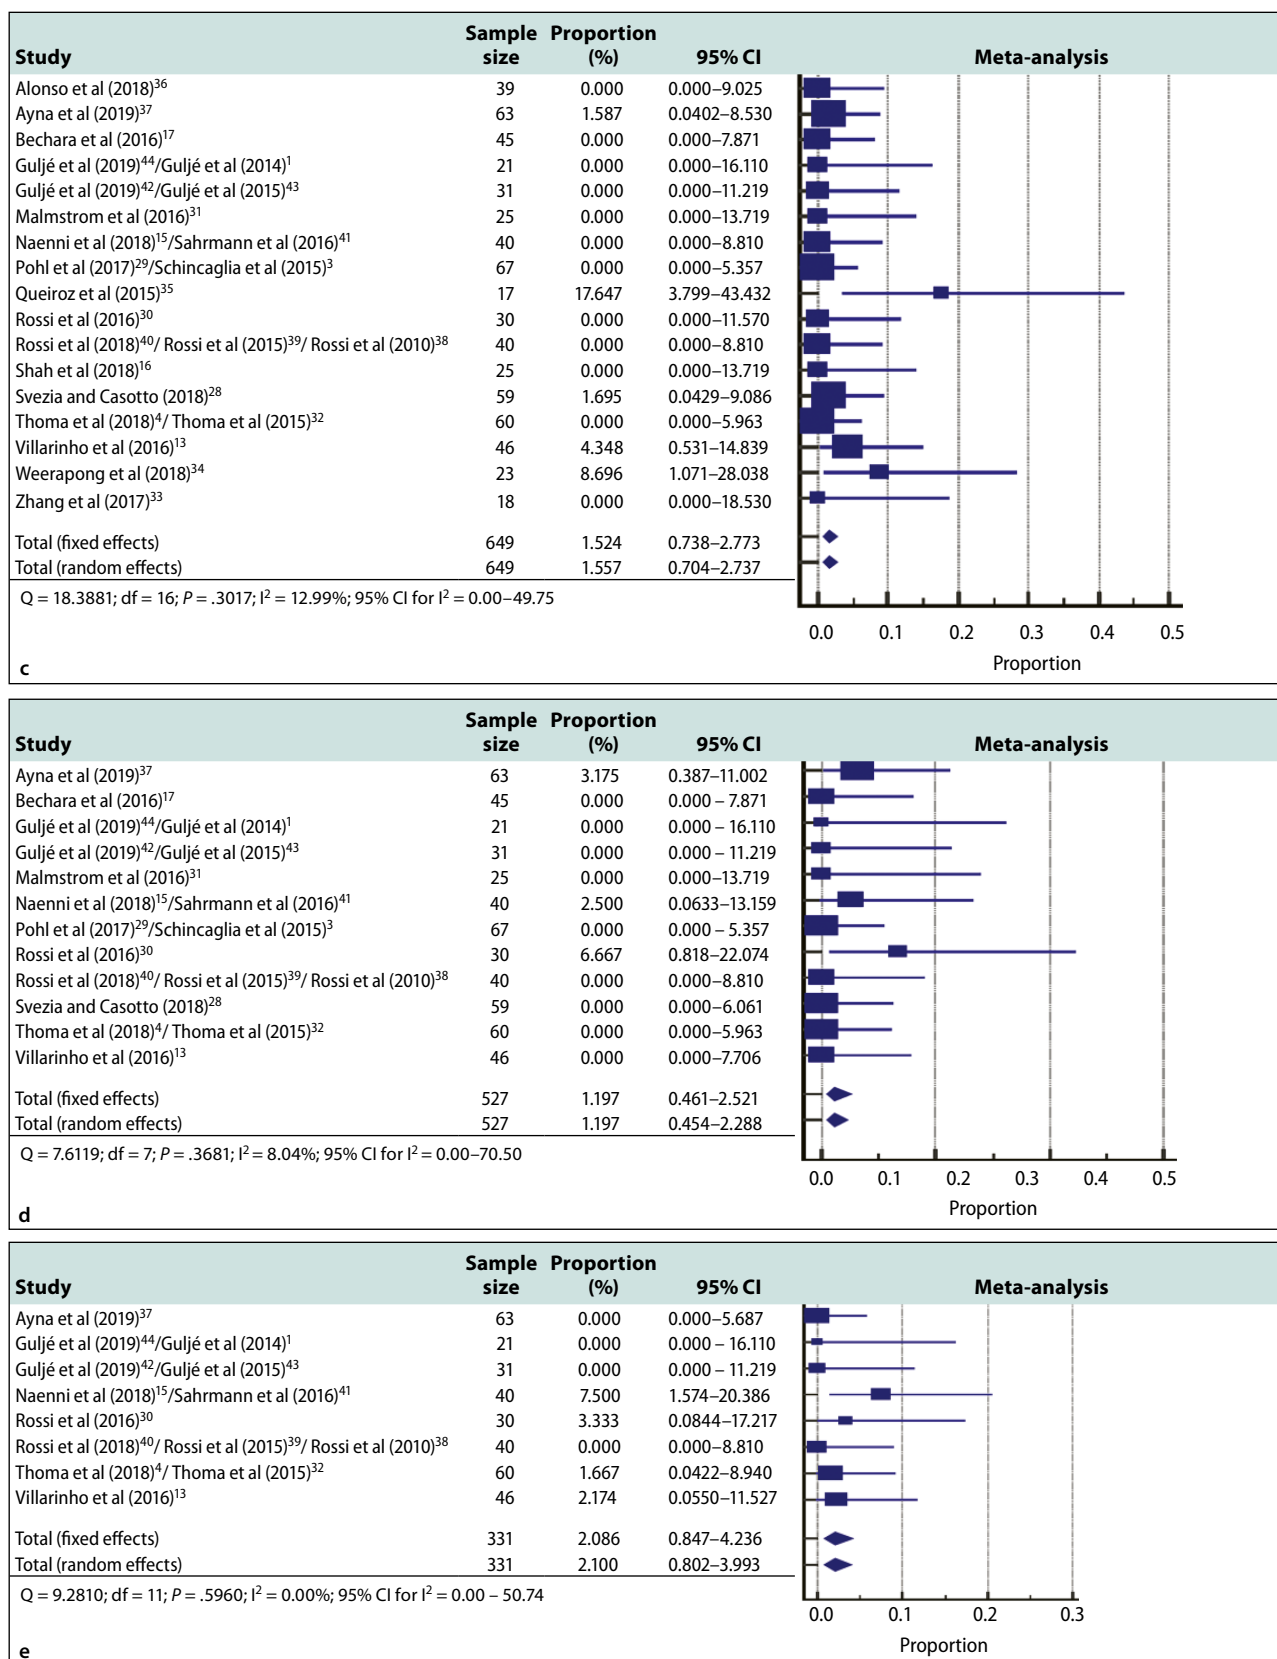 Study Sample size Proportion (%) 95% CI Meta-analysis
Alonso et al (2018)36 39 0.000 0.000–9.025
Ayna et al (2019)37 63 1.587 0.0402–8.530
Bechara et al (2016)17 45 0.000 0.000–7.871
Guljé et al (2019)44/Guljé et al (2014)1 21 0.000 0.000–16.110
Guljé et al (2019)42/Guljé et al (2015)43 31 0.000 0.000–11.219
Malmstrom et al (2016)31 25 0.000 0.000–13.719
Naenni et al (2018)15/Sahrmann et al (2016)41 40 0.000 0.000–8.810
Pohl et al (2017)29/Schincaglia et al (2015)3 67 0.000 0.000–5.357
Queiroz et al (2015)35 17 17.647 3.799–43.432
Rossi et al (2016)30 30 0.000 0.000–11.570
Rossi et al (2018)40/ Rossi et al (2015)39/ Rossi et al (2010)38 40 0.000 0.000–8.810
Shah et al (2018)16 25 0.000 0.000–13.719
Svezia and Casotto (2018)28 59 1.695 0.0429–9.086
Thoma et al (2018)4/ Thoma et al (2015)32 60 0.000 0.000–5.963
Villarinho et al (2016)13 46 4.348 0.531–14.839
Weerapong et al (2018)34 23 8.696 1.071–28.038
Zhang et al (2017)33 18 0.000 0.000–18.530
Total (fixed effects) 649 1.524 0.738–2.773
Total (random effects) 649 1.557 0.704–2.737
Q = 18.3881; df = 16; P = .3017; I2 = 12.99%; 95% CI for I2 = 0.00–49.75
0.0 0.1 0.2 0.3 0.4 0.5
Proportion
c
Study Sample size Proportion (%) 95% CI Meta-analysis
Ayna et al (2019)37 63 3.175 0.387–11.002
Bechara et al (2016)17 45 0.000 0.000 – 7.871
Guljé et al (2019)44/Guljé et al (2014)1 21 0.000 0.000 – 16.110
Guljé et al (2019)42/Guljé et al (2015)43 31 0.000 0.000 – 11.219
Malmstrom et al (2016)31 25 0.000 0.000–13.719
Naenni et al (2018)15/Sahrmann et al (2016)41 40 2.500 0.0633–13.159
Pohl et al (2017)29/Schincaglia et al (2015)3 67 0.000 0.000 – 5.357
Rossi et al (2016)30 30 6.667 0.818–22.074
Rossi et al (2018)40/ Rossi et al (2015)39/ Rossi et al (2010)38 40 0.000 0.000–8.810
Svezia and Casotto (2018)28 59 0.000 0.000–6.061
Thoma et al (2018)4/ Thoma et al (2015)32 60 0.000 0.000–5.963
Villarinho et al (2016)13 46 0.000 0.000–7.706
Total (fixed effects) 527 1.197 0.461–2.521
Total (random effects) 527 1.197 0.454–2.288
Q = 7.6119; df = 7; P = .3681; I2 = 8.04%; 95% CI for I2 = 0.00–70.50
0.0 0.1 0.2 0.3 0.4 0.5
Proportion
d
Study Sample size Proportion (%) 95% CI Meta-analysis
Ayna et al (2019)37 63 0.000 0.000–5.687
Guljé et al (2019)44/Guljé et al (2014)1 21 0.000 0.000 – 16.110
Guljé et al (2019)42/Guljé et al (2015)43 31 0.000 0.000 – 11.219
Naenni et al (2018)15/Sahrmann et al (2016)41 40 7.500 1.574–20.386
Rossi et al (2016)30 30 3.333 0.0844–17.217
Rossi et al (2018)40/ Rossi et al (2015)39/ Rossi et al (2010)38 40 0.000 0.000–8.810
Thoma et al (2018)4/ Thoma et al (2015)32 60 1.667 0.0422–8.940
Villarinho et al (2016)13 46 2.174 0.0550–11.527
Total (fixed effects) 331 2.086 0.847–4.236
Total (random effects) 331 2.100 0.802–3.993
Q = 9.2810; df = 11; P = .5960; I2 = 0.00%; 95% CI for I2 = 0.00 – 50.74
0.0 0.1 0.2 0.3
Proportion
e